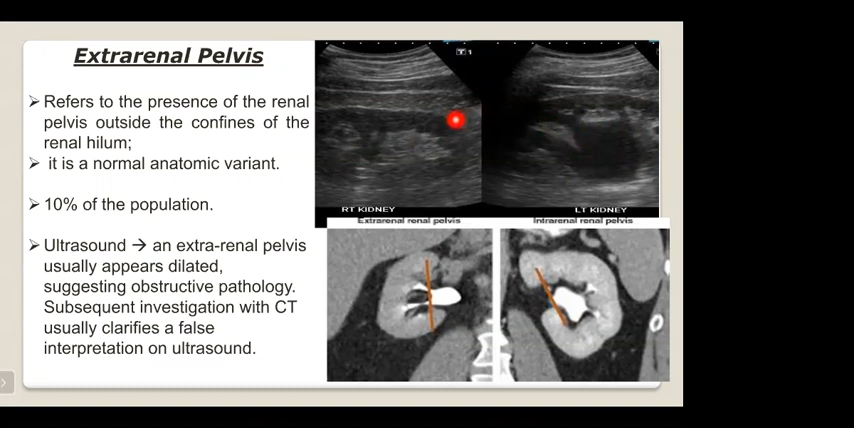 Extrarenal Pelvis
➢ Refers to the presence of the renal
pelvis outside the confines of the
renal hilum;
➢ it is a normal anatomic variant.
➢ 10% of the population.
➢ Ultrasound → an extra-renal pelvis
usually appears dilated,
suggesting obstructive pathology.
Subsequent investigation with CT
usually clarifies a false
interpretation on ultrasound.
T 1
RT KIDNEY
LT KIDNEY
Extrarenal renal pelvis
Intrarenal renal pelvis